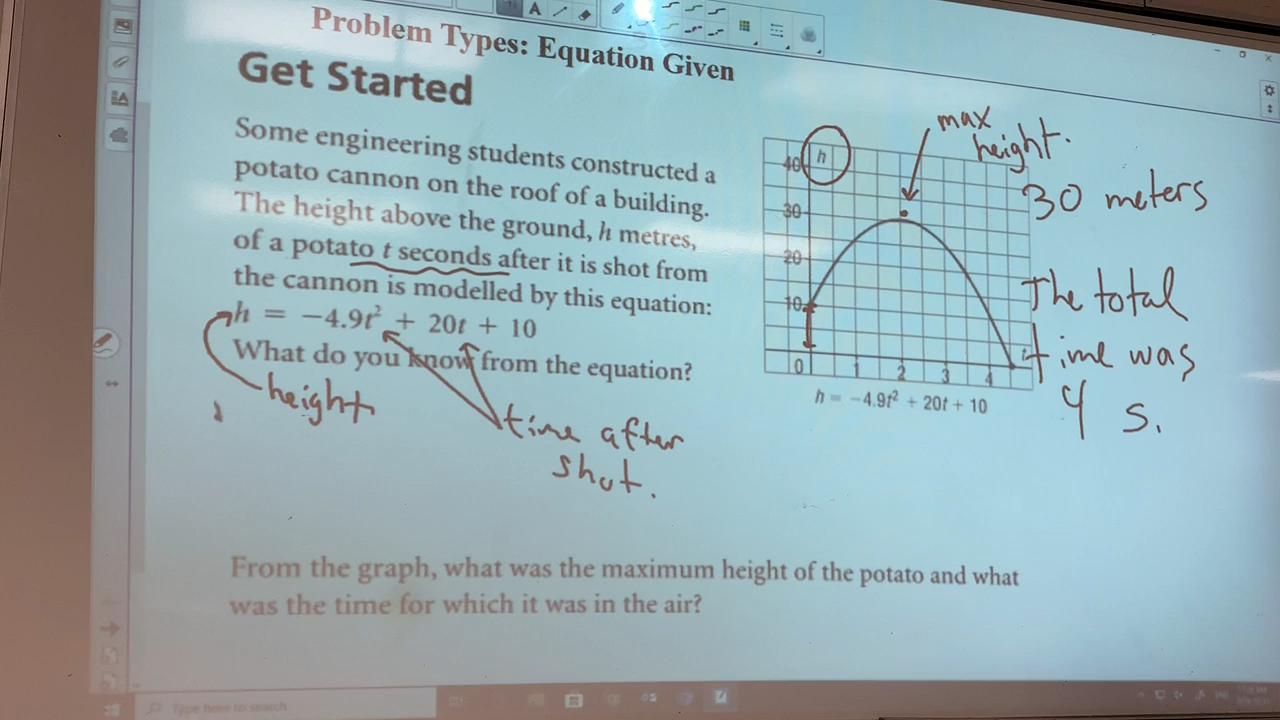 Problem Types: Equation Given
Get Started
Some engineering students constructed a
potato cannon on the roof of a building.
The height above the ground, h metres,
of a potato t seconds after it is shot from
the cannon is modelled by this equation:
h = −4.9t² + 20t + 10
What do you know from the equation?
height
time after
shot.
max
height.
30 meters
The total
time was
4 s.
40 h
30
20
10
0 1 2 3 4 t
h = −4.9t² + 20t + 10
From the graph, what was the maximum height of the potato and what
was the time for which it was in the air?
Type here to search